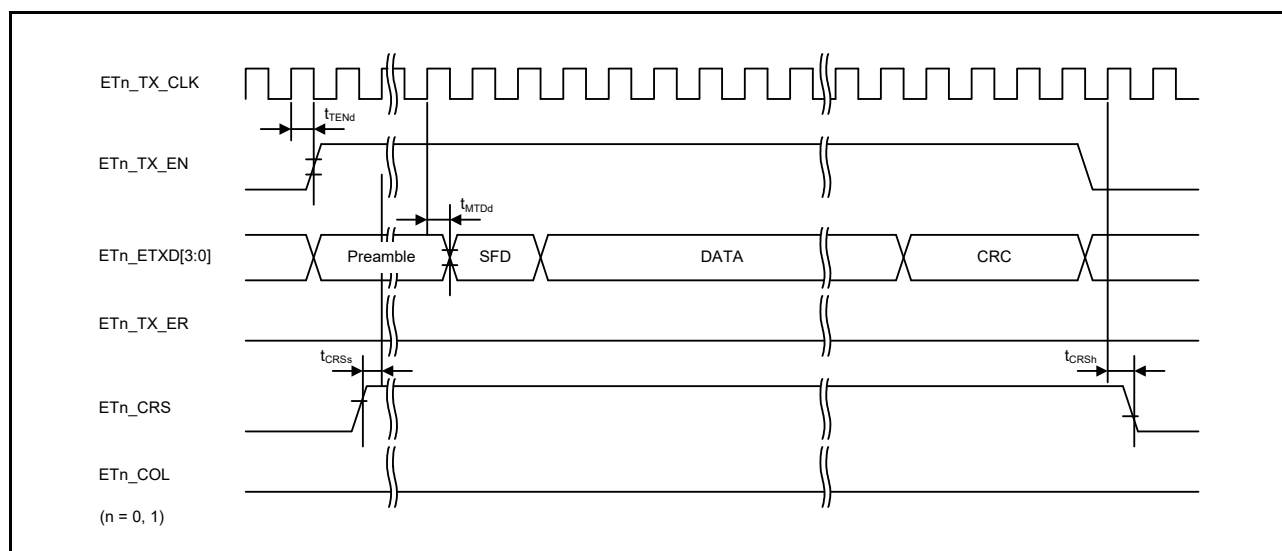 ETn_TX_CLK
tTENd
ETn_TX_EN
tMTDd
ETn_ETXD[3:0]
Preamble
SFD
DATA
CRC
ETn_TX_ER
tCRSs
tCRSh
ETn_CRS
ETn_COL
(n = 0, 1)